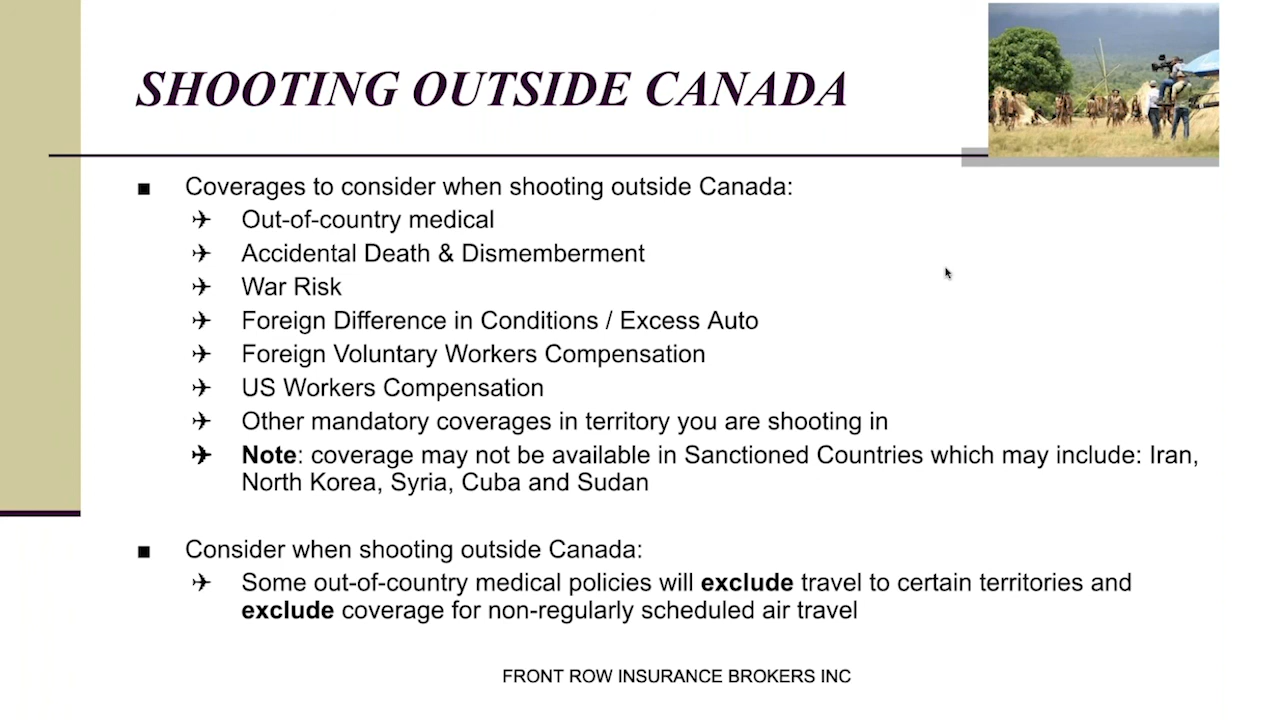 SHOOTING OUTSIDE CANADA
■ Coverages to consider when shooting outside Canada:
✈ Out-of-country medical
✈ Accidental Death & Dismemberment
✈ War Risk
✈ Foreign Difference in Conditions / Excess Auto
✈ Foreign Voluntary Workers Compensation
✈ US Workers Compensation
✈ Other mandatory coverages in territory you are shooting in
✈ Note: coverage may not be available in Sanctioned Countries which may include: Iran,
North Korea, Syria, Cuba and Sudan
■ Consider when shooting outside Canada:
✈ Some out-of-country medical policies will exclude travel to certain territories and
exclude coverage for non-regularly scheduled air travel
FRONT ROW INSURANCE BROKERS INC